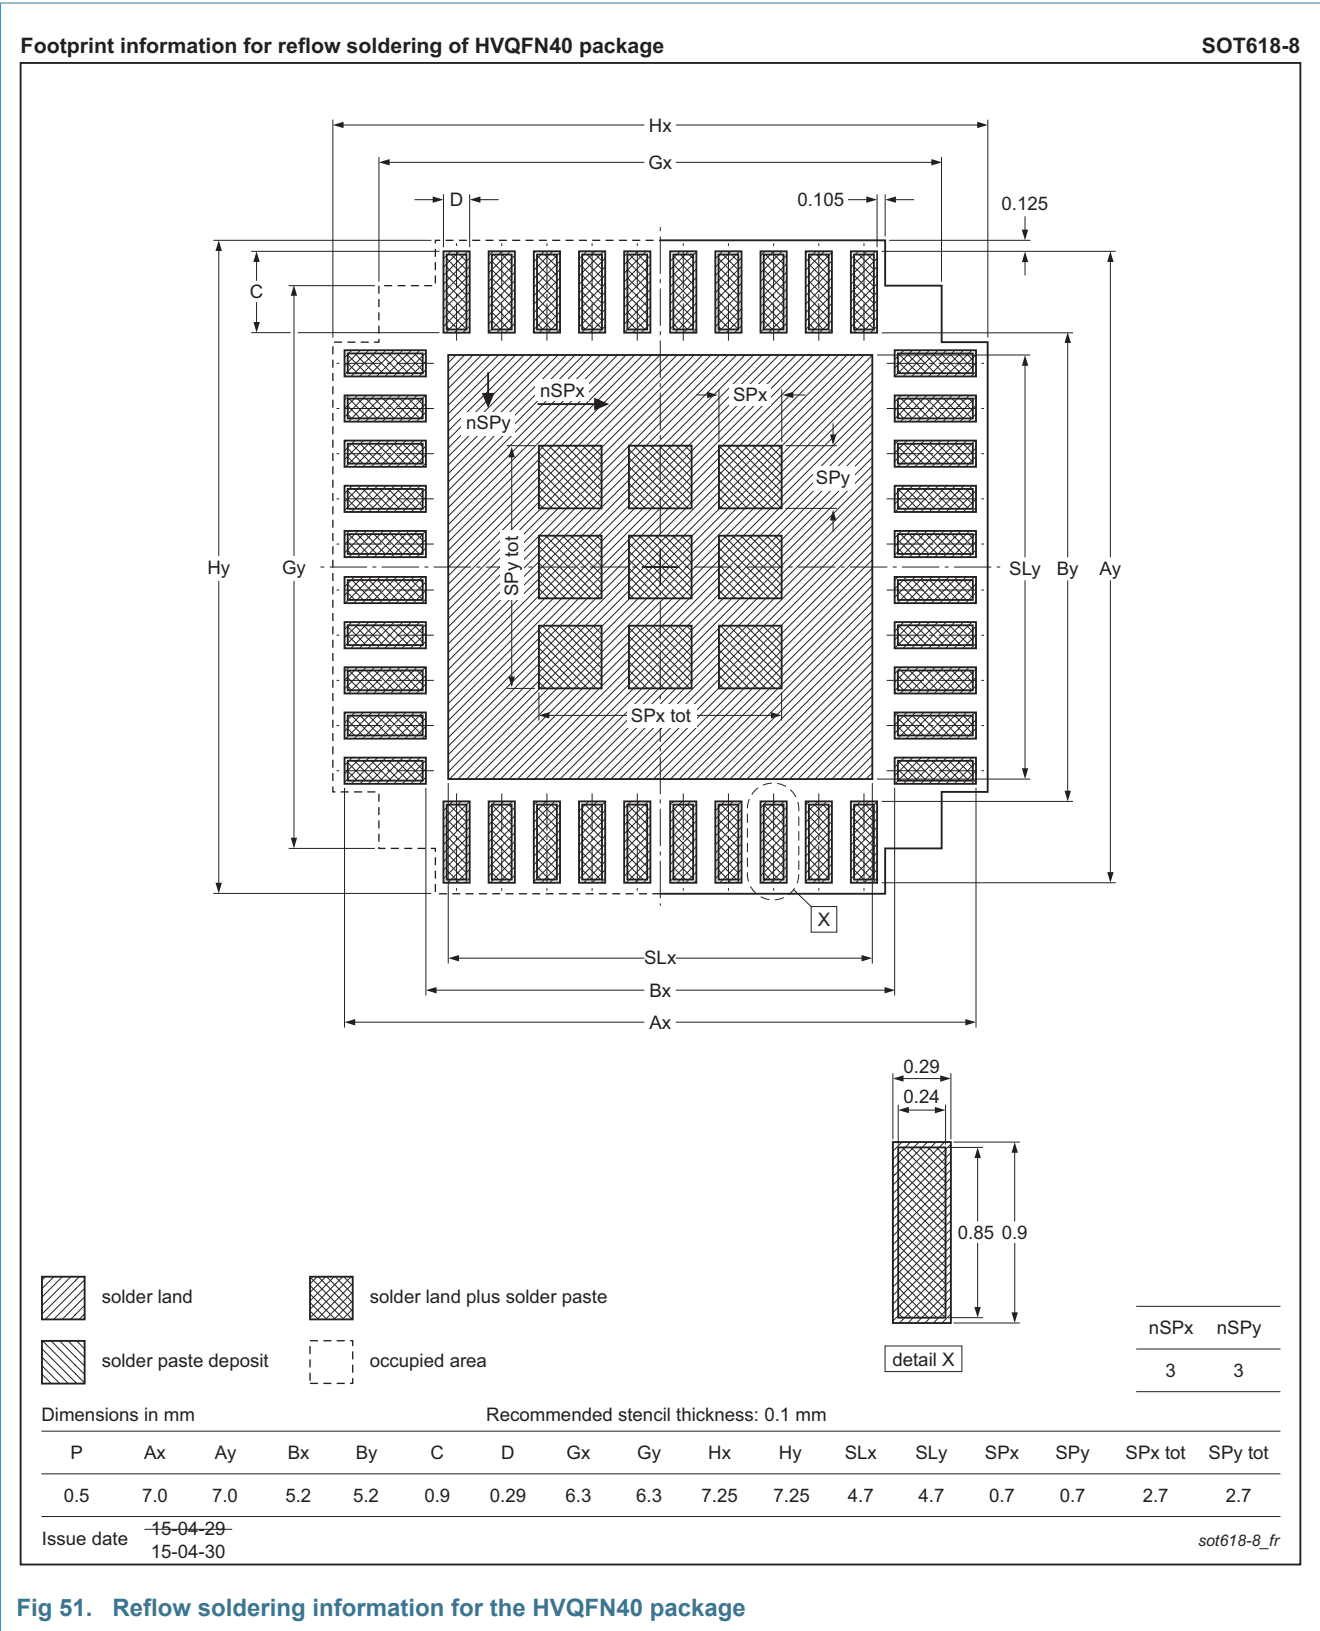 Footprint information for reflow soldering of HVQFN40 package SOT618-8
Hx
Gx
D
0.105
0.125
C
nSPx
SPx
nSPy
SPy
SPy tot
Hy
Gy
SLy
By
Ay
SPx tot
X
SLx
Bx
Ax
0.29
0.24
0.85 0.9
solder land
solder land plus solder paste
solder paste deposit
occupied area
detail X
nSPx nSPy
3 3
Dimensions in mm
Recommended stencil thickness: 0.1 mm
P Ax Ay Bx By C D Gx Gy Hx Hy SLx SLy SPx SPy SPx tot SPy tot
0.5 7.0 7.0 5.2 5.2 0.9 0.29 6.3 6.3 7.25 7.25 4.7 4.7 0.7 0.7 2.7 2.7
Issue date
15-04-29
15-04-30
sot618-8_fr
Fig 51. Reflow soldering information for the HVQFN40 package